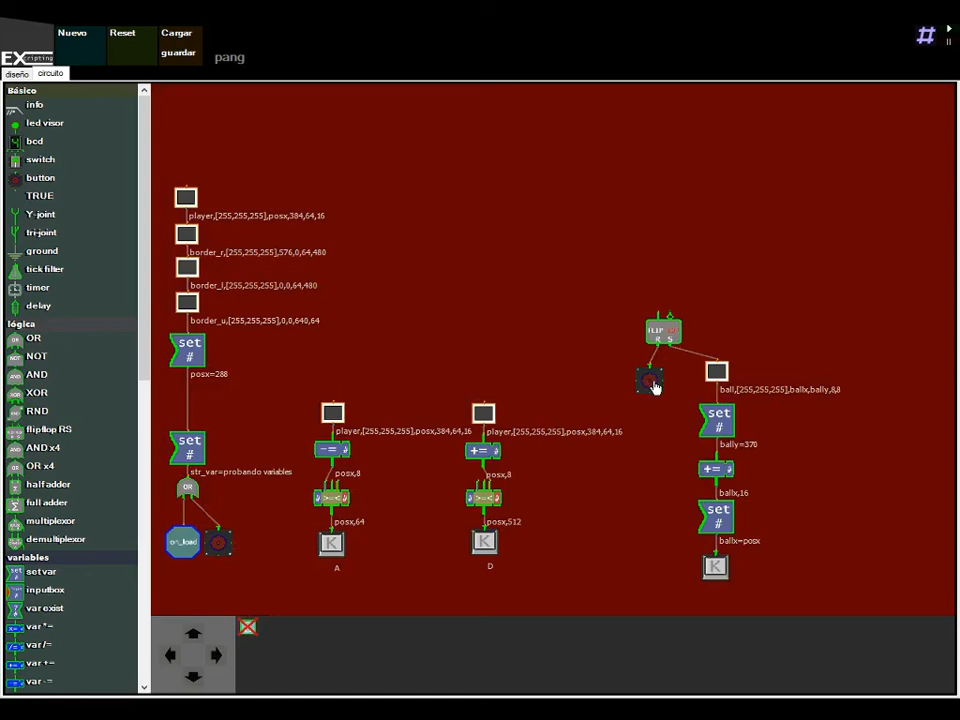 Nuevo
Reset
Cargar
guardar
#
EXcripting
pang
diseño
circuito
Básico
info
led visor
bcd
switch
button
TRUE
Y-joint
tri-joint
ground
tick filter
timer
delay
lógica
OR
NOT
AND
XOR
RND
flipflop RS
AND x4
OR x4
half adder
full adder
multiplexor
demultiplexor
variables
set var
inputbox
var exist
var *=
var /=
var +=
var -=
player,[255,255,255],posx,384,64,16
border_r,[255,255,255],576,0,64,480
border_l,[255,255,255],0,0,64,480
border_u,[255,255,255],0,0,640,64
set
#
posx=288
set
#
str_var=probando variables
OR
on_load
player,[255,255,255],posx,384,64,16
-=
posx,8
>=<
posx,64
K
A
player,[255,255,255],posx,384,64,16
+=
posx,8
>=<
posx,512
K
D
FLIP
R S
ball,[255,255,255],ballx,bally,8,8
set
#
bally=370
+=
ballx,16
set
#
ballx=posx
K